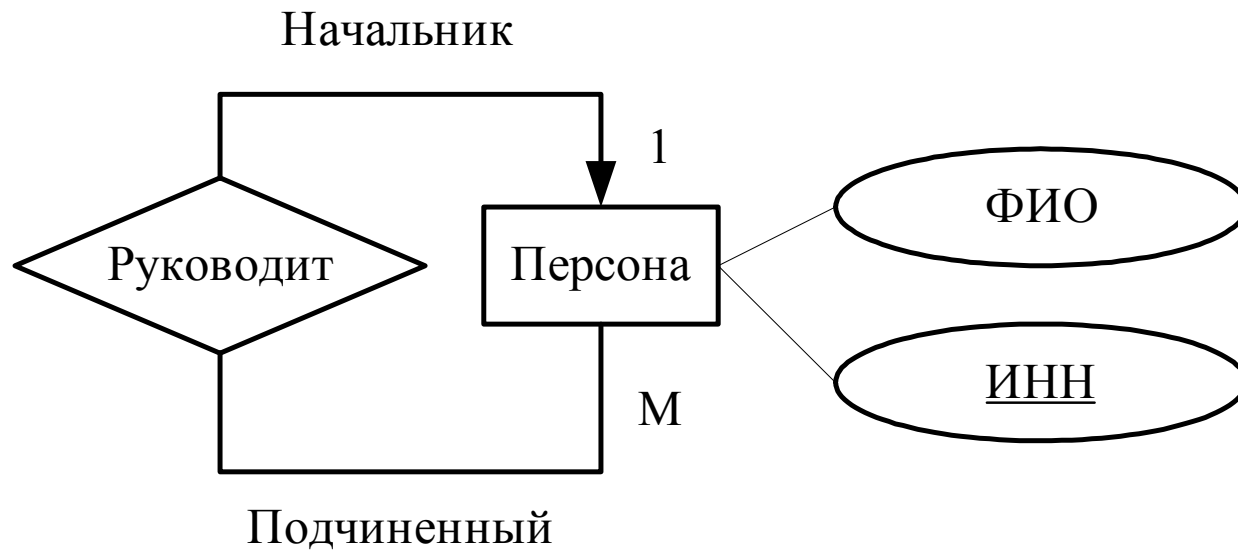 Начальник
1
ФИО
Руководит
Персона
ИНН
М
Подчиненный